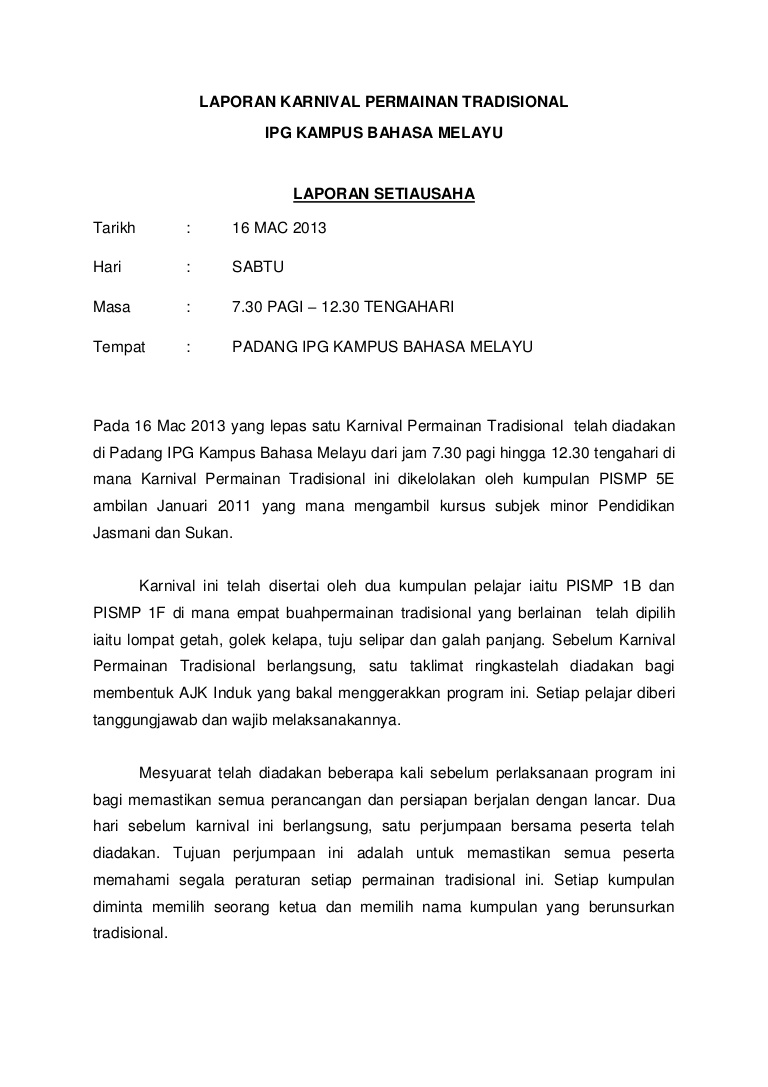 LAPORAN KARNIVAL PERMAINAN TRADISIONAL
IPG KAMPUS BAHASA MELAYU
LAPORAN SETIAUSAHA
Tarikh : 16 MAC 2013
Hari : SABTU
Masa : 7.30 PAGI – 12.30 TENGAHARI
Tempat : PADANG IPG KAMPUS BAHASA MELAYU
Pada 16 Mac 2013 yang lepas satu Karnival Permainan Tradisional telah diadakan
di Padang IPG Kampus Bahasa Melayu dari jam 7.30 pagi hingga 12.30 tengahari di
mana Karnival Permainan Tradisional ini dikelolakan oleh kumpulan PISMP 5E
ambilan Januari 2011 yang mana mengambil kursus subjek minor Pendidikan
Jasmani dan Sukan.
Karnival ini telah disertai oleh dua kumpulan pelajar iaitu PISMP 1B dan
PISMP 1F di mana empat buahpermainan tradisional yang berlainan telah dipilih
iaitu lompat getah, golek kelapa, tuju selipar dan galah panjang. Sebelum Karnival
Permainan Tradisional berlangsung, satu taklimat ringkastelah diadakan bagi
membentuk AJK Induk yang bakal menggerakkan program ini. Setiap pelajar diberi
tanggungjawab dan wajib melaksanakannya.
Mesyuarat telah diadakan beberapa kali sebelum perlaksanaan program ini
bagi memastikan semua perancangan dan persiapan berjalan dengan lancar. Dua
hari sebelum karnival ini berlangsung, satu perjumpaan bersama peserta telah
diadakan. Tujuan perjumpaan ini adalah untuk memastikan semua peserta
memahami segala peraturan setiap permainan tradisional ini. Setiap kumpulan
diminta memilih seorang ketua dan memilih nama kumpulan yang berunsurkan
tradisional.